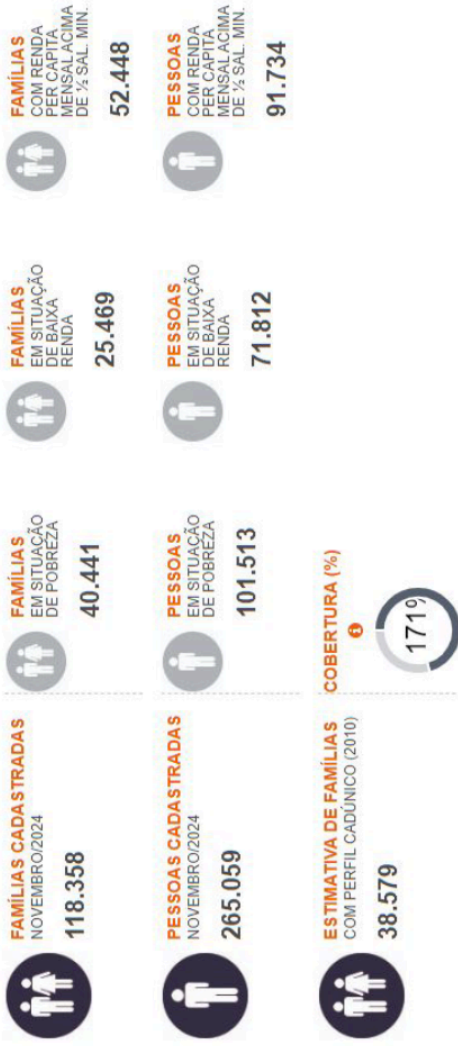 FAMÍLIAS CADASTRADAS
NOVEMBRO/2024
118.358
FAMÍLIAS
EM SITUAÇÃO
DE POBREZA
40.441
FAMÍLIAS
EM SITUAÇÃO
DE BAIXA
RENDA
25.469
FAMÍLIAS
COM RENDA
PER CAPITA
MENSAL ACIMA
DE ½ SAL. MIN.
52.448
PESSOAS CADASTRADAS
NOVEMBRO/2024
265.059
PESSOAS
EM SITUAÇÃO
DE POBREZA
101.513
PESSOAS
EM SITUAÇÃO
DE BAIXA
RENDA
71.812
PESSOAS
COM RENDA
PER CAPITA
MENSAL ACIMA
DE ½ SAL. MIN.
91.734
ESTIMATIVA DE FAMÍLIAS
COM PERFIL CADÚNICO (2010)
38.579
COBERTURA (%)
i
171%